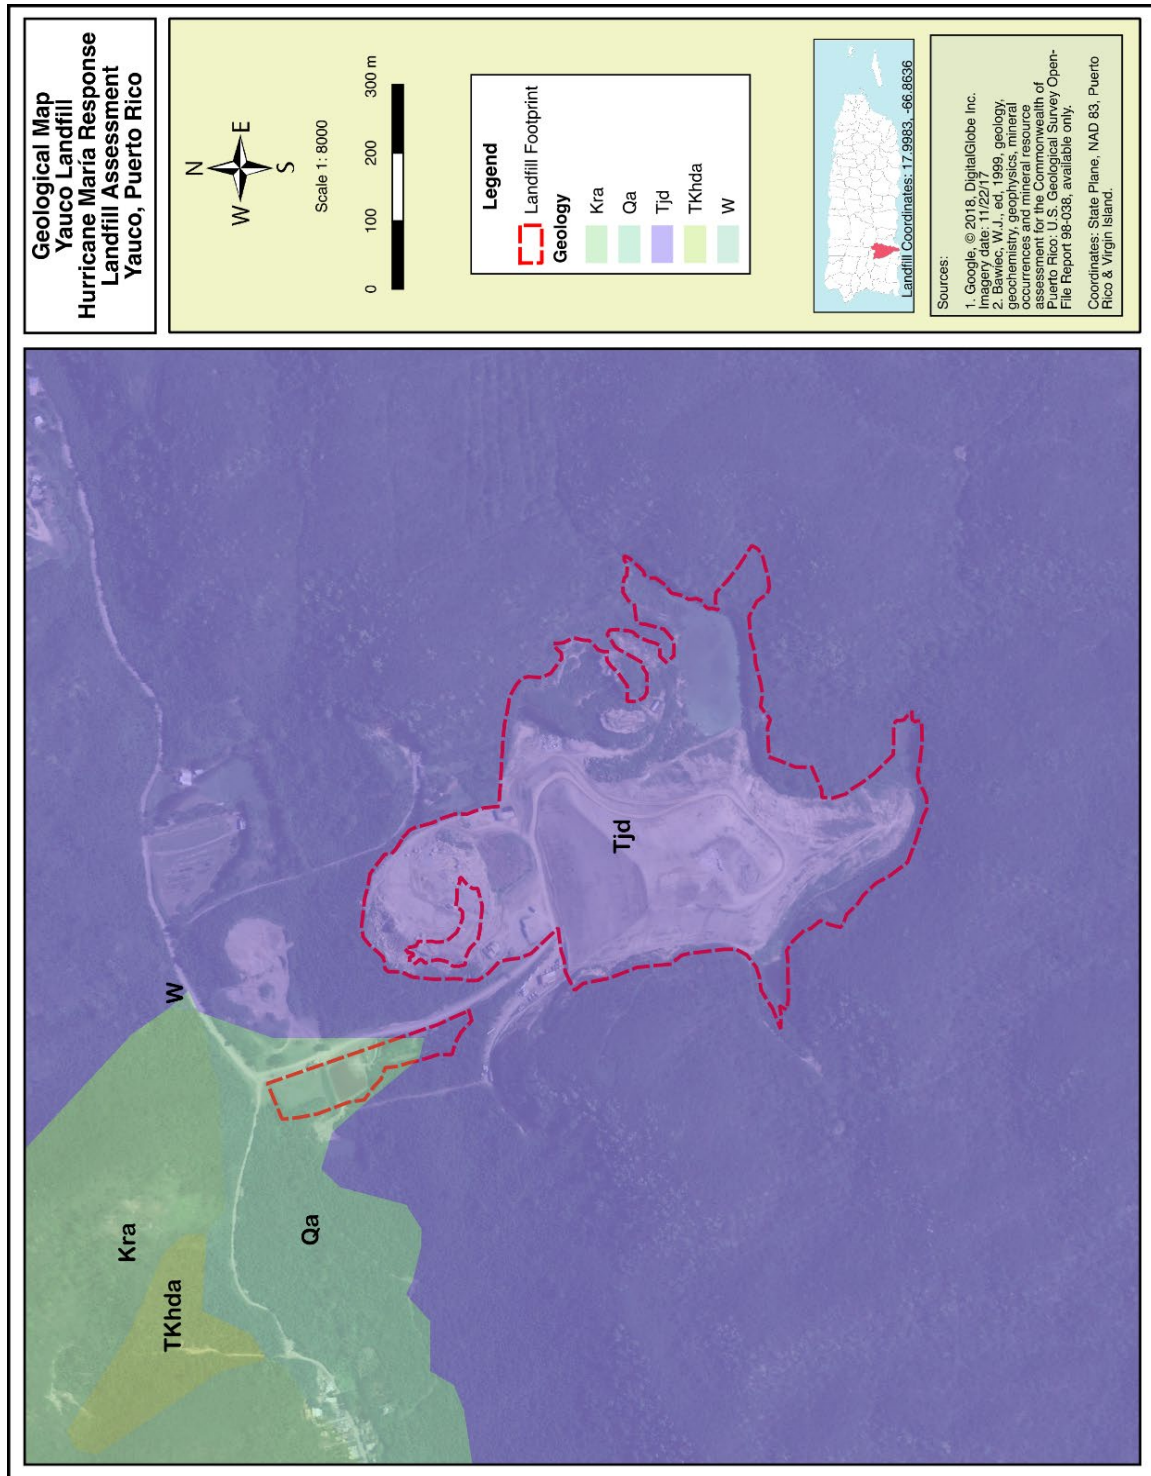 Geological Map
Yauco Landfill
Hurricane María Response
Landfill Assessment
Yauco, Puerto Rico
N
W
E
S
Scale 1: 8000
0
100
200
300 m
Legend
Landfill Footprint
Geology
Kra
Qa
Tjd
TKhda
W
Landfill Coordinates: 17.9983, -66.8636
Sources:
1. Google, © 2018, DigitalGlobe Inc.
Imagery date: 11/22/17
2. Bawiec, W.J., ed, 1999, geology,
geochemistry, geophysics, mineral
occurrences and mineral resource
assessment for the Commonwealth of
Puerto Rico: U.S. Geological Survey Open-
File Report 98-038, available only.
Coordinates: State Plane, NAD 83, Puerto
Rico & Virgin Island.
Kra
TKhda
W
Qa
Tjd